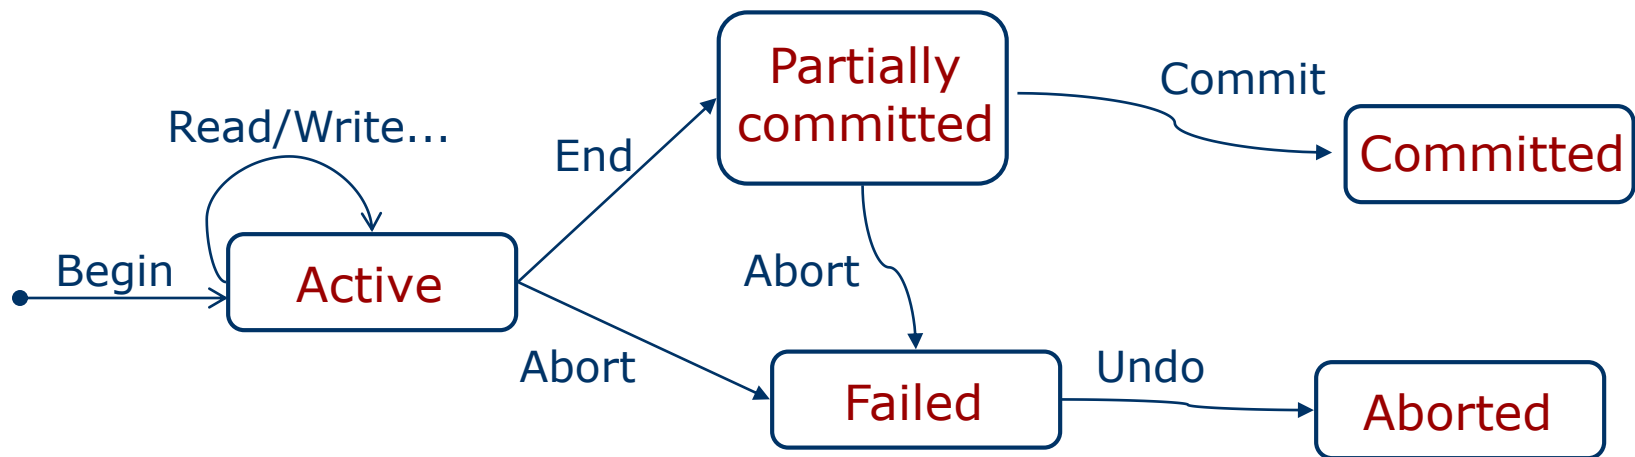 Partially
committed
Commit
Read/Write...
End
Committed
Begin
Active
Abort
Abort
Failed
Undo
Aborted